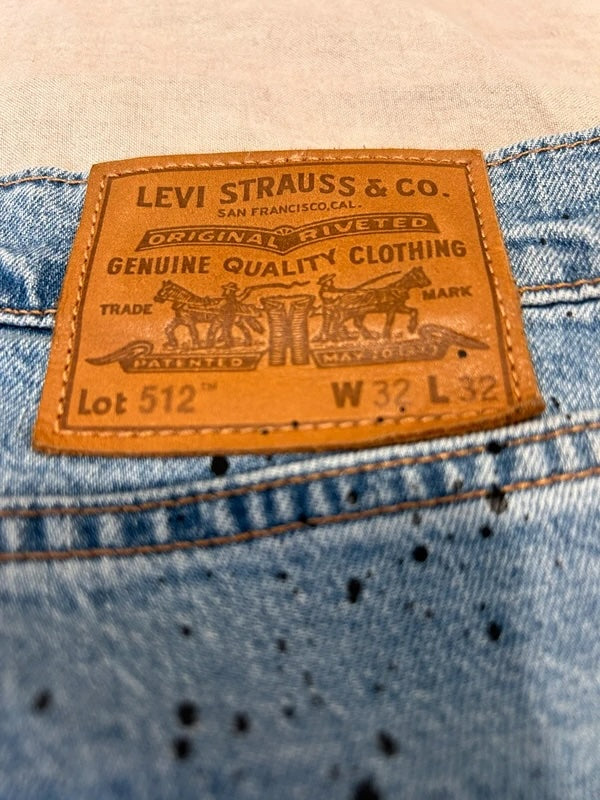 LEVI STRAUSS & CO.
SAN FRANCISCO, CAL.
ORIGINAL RIVETED
GENUINE QUALITY CLOTHING
TRADE MARK
PATENTED MAY 20
Lot 512™ W 32 L 32